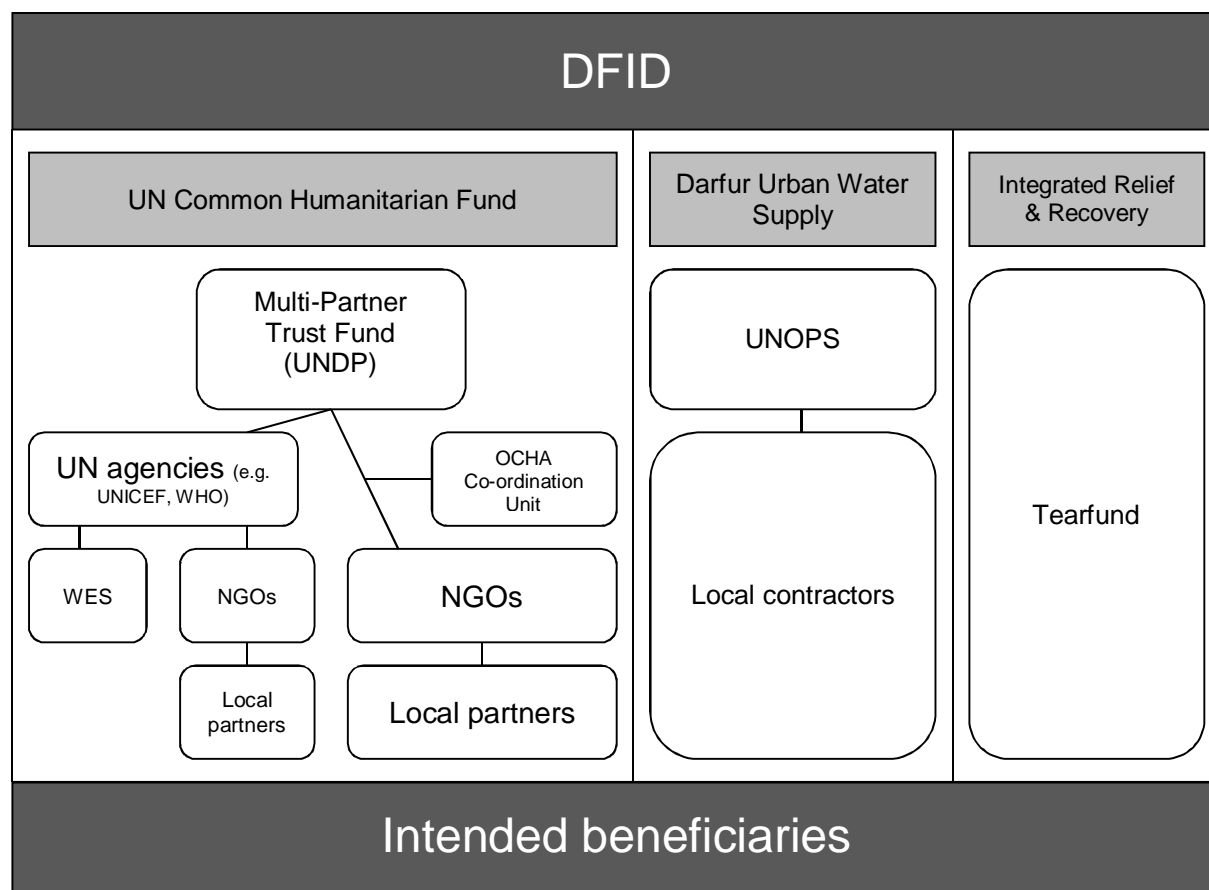 DFID
UN Common Humanitarian Fund
Darfur Urban Water
Supply
Integrated Relief
& Recovery
Multi-Partner
Trust Fund
(UNDP)
UNOPS
UN agencies (e.g.
UNICEF, WHO)
OCHA
Co-ordination
Unit
Tearfund
WES
NGOs
NGOs
Local contractors
Local
partners
Local partners
Intended beneficiaries